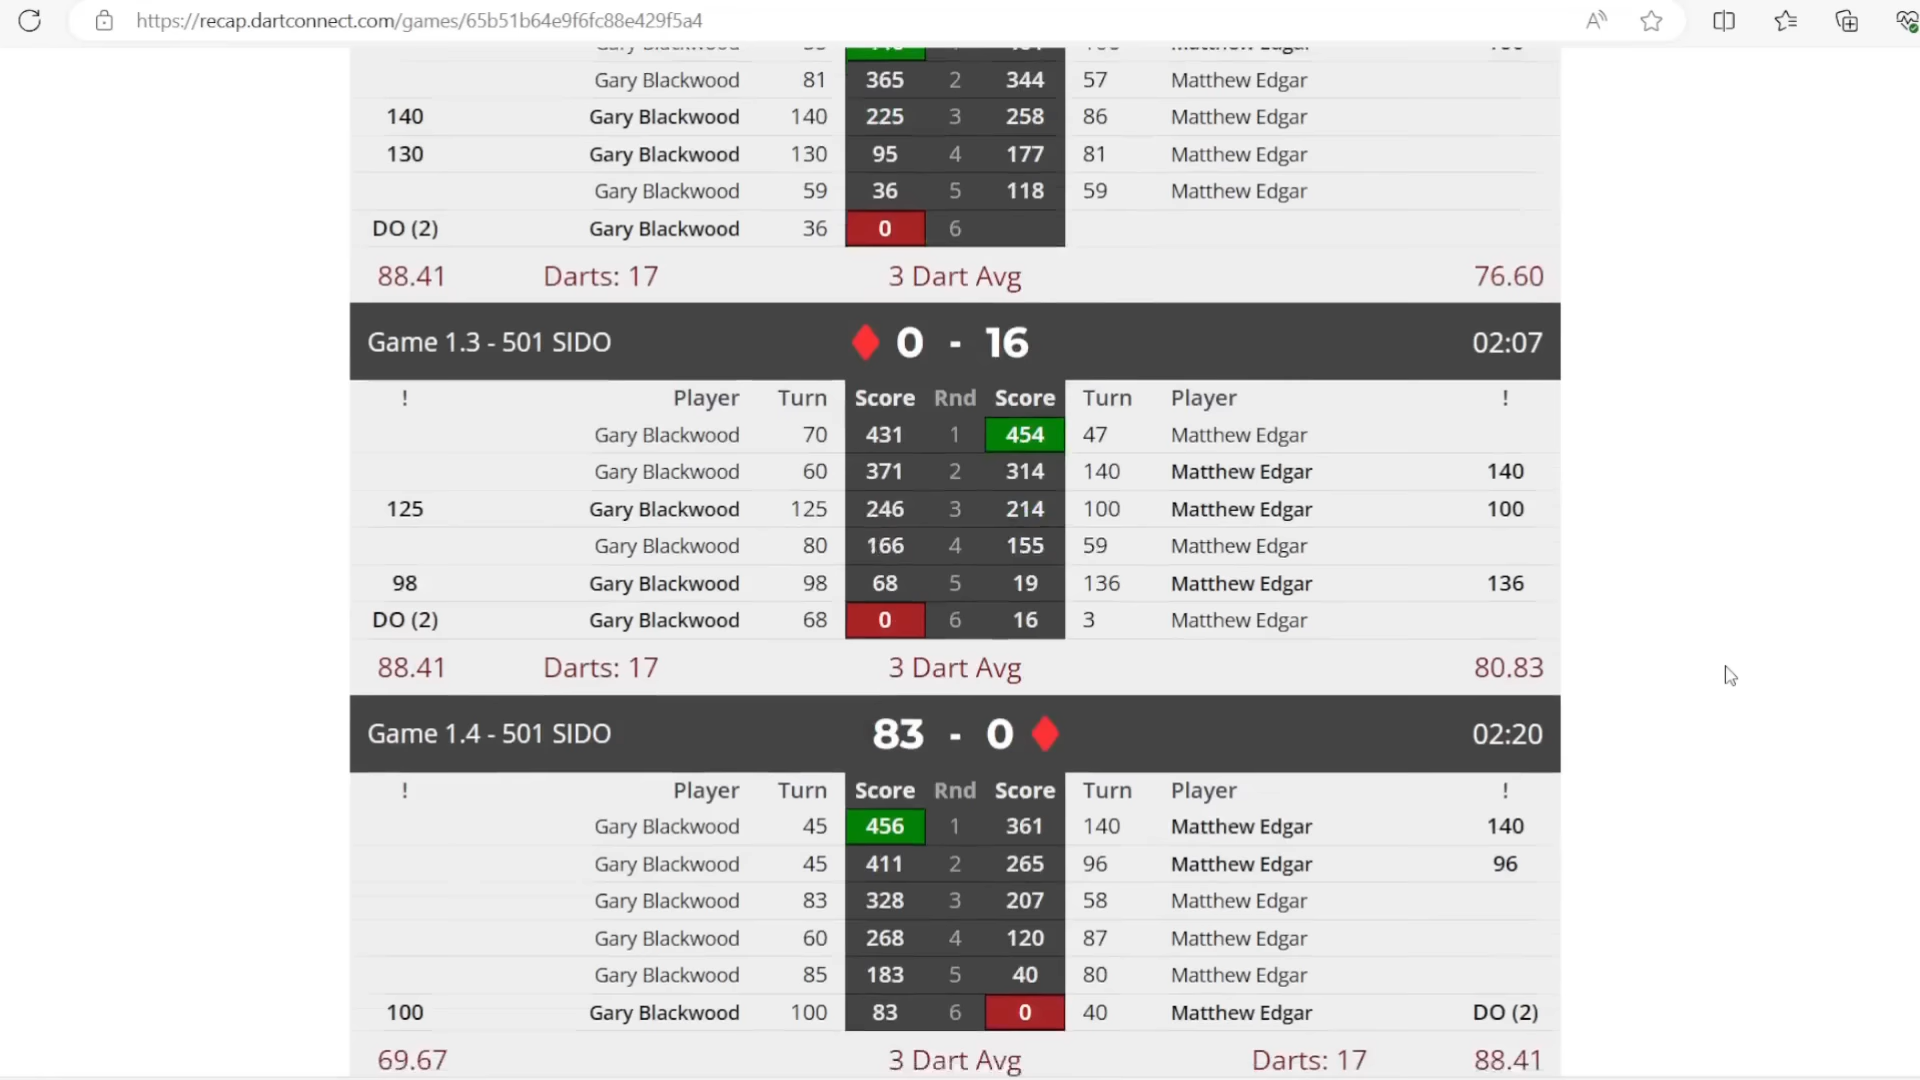 https://recap.dartconnect.com/games/65b51b64e9f6fc88e429f5a4
Gary Blackwood 81 365 2 344 57 Matthew Edgar
140 Gary Blackwood 140 225 3 258 86 Matthew Edgar
130 Gary Blackwood 130 95 4 177 81 Matthew Edgar
Gary Blackwood 59 36 5 118 59 Matthew Edgar
DO (2) Gary Blackwood 36 0 6
88.41 Darts: 17 3 Dart Avg 76.60
Game 1.3 - 501 SIDO 0 - 16 02:07
! Player Turn Score Rnd Score Turn Player !
Gary Blackwood 70 431 1 454 47 Matthew Edgar
Gary Blackwood 60 371 2 314 140 Matthew Edgar 140
125 Gary Blackwood 125 246 3 214 100 Matthew Edgar 100
Gary Blackwood 80 166 4 155 59 Matthew Edgar
98 Gary Blackwood 98 68 5 19 136 Matthew Edgar 136
DO (2) Gary Blackwood 68 0 6 16 3 Matthew Edgar
88.41 Darts: 17 3 Dart Avg 80.83
Game 1.4 - 501 SIDO 83 - 0 02:20
! Player Turn Score Rnd Score Turn Player !
Gary Blackwood 45 456 1 361 140 Matthew Edgar 140
Gary Blackwood 45 411 2 265 96 Matthew Edgar 96
Gary Blackwood 83 328 3 207 58 Matthew Edgar
Gary Blackwood 60 268 4 120 87 Matthew Edgar
Gary Blackwood 85 183 5 40 80 Matthew Edgar
100 Gary Blackwood 100 83 6 0 40 Matthew Edgar DO (2)
69.67 3 Dart Avg Darts: 17 88.41